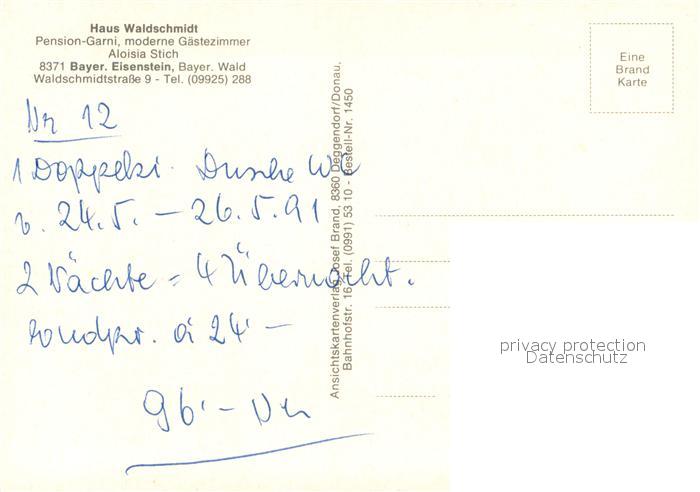 Haus Waldschmidt
Pension-Garni, moderne Gästezimmer
Aloisia Stich
8371 Bayer. Eisenstein, Bayer. Wald
Waldschmidtstraße 9 - Tel. (09925) 288
Eine
Brand
Karte
Nr 12
1 Doppelzi. Dusche WC
v. 24.5. – 26.5.91
2 Nächte = 4 Übernacht.
à 24.–
96.– DM
Ansichtskartenverlag Josef Brand, 8360 Deggendorf/Donau,
Bahnhofstr. 16, Tel. (0991) 53 10 - Bestell-Nr. 1450
privacy protection
Datenschutz